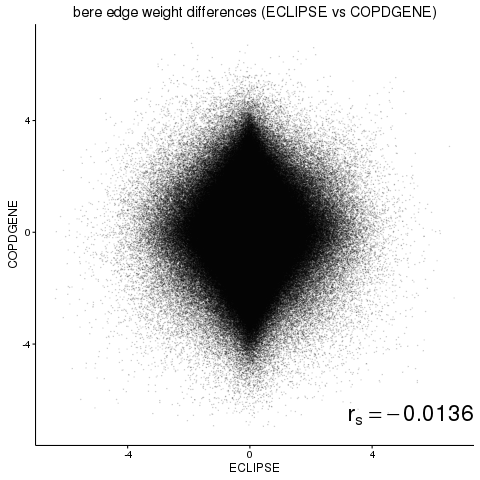 bere edge weight differences (ECLIPSE vs COPDGENE)
4
0
-4
COPDGENE
rs = −0.0136
-4
0
4
ECLIPSE